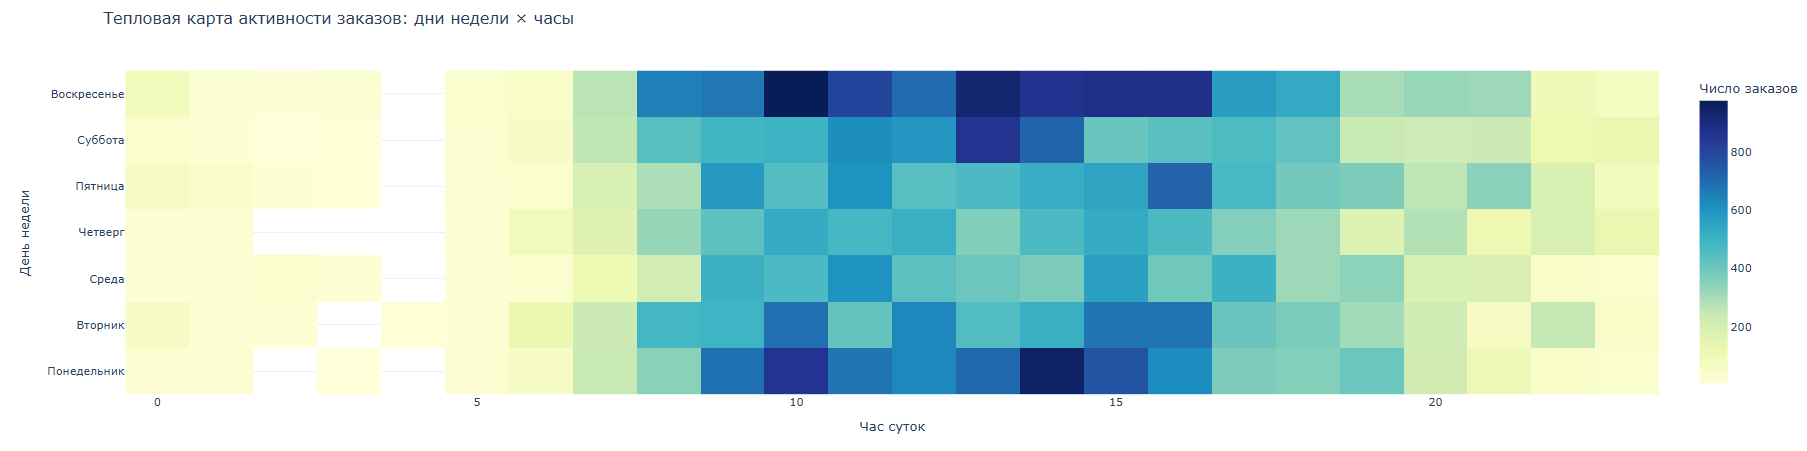 Тепловая карта активности заказов: дни недели × часы
Число заказов
Воскресенье
Суббота
Пятница
Четверг
Среда
Вторник
Понедельник
День недели
0
5
10
15
20
Час суток
800
600
400
200